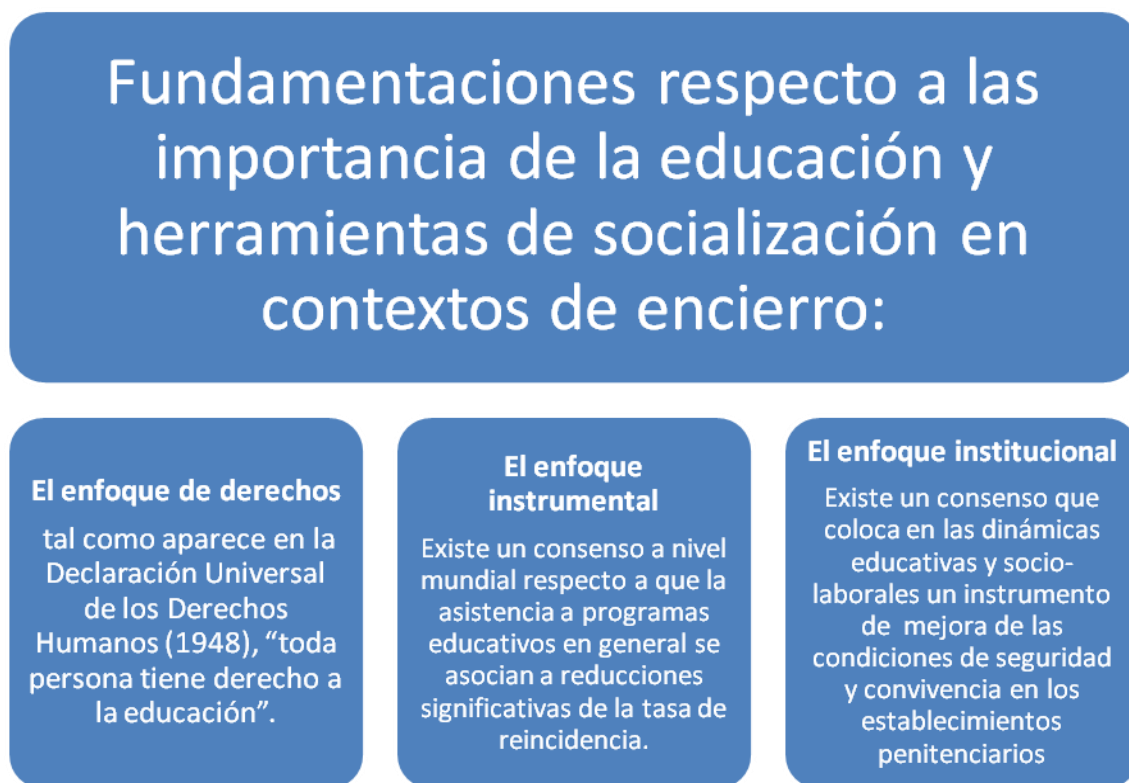 Fundamentaciones respecto a las
importancia de la educación y
herramientas de socialización en
contextos de encierro:
El enfoque de derechos
tal como aparece en la
Declaración Universal
de los Derechos
Humanos (1948), “toda
persona tiene derecho a
la educación”.
El enfoque
instrumental
Existe un consenso a nivel
mundial respecto a que la
asistencia a programas
educativos en general se
asocian a reducciones
significativas de la tasa de
reincidencia.
El enfoque institucional
Existe un consenso que
coloca en las dinámicas
educativas y socio-
laborales un instrumento
de  mejora de las
condiciones de seguridad
y convivencia en los
establecimientos
penitenciarios